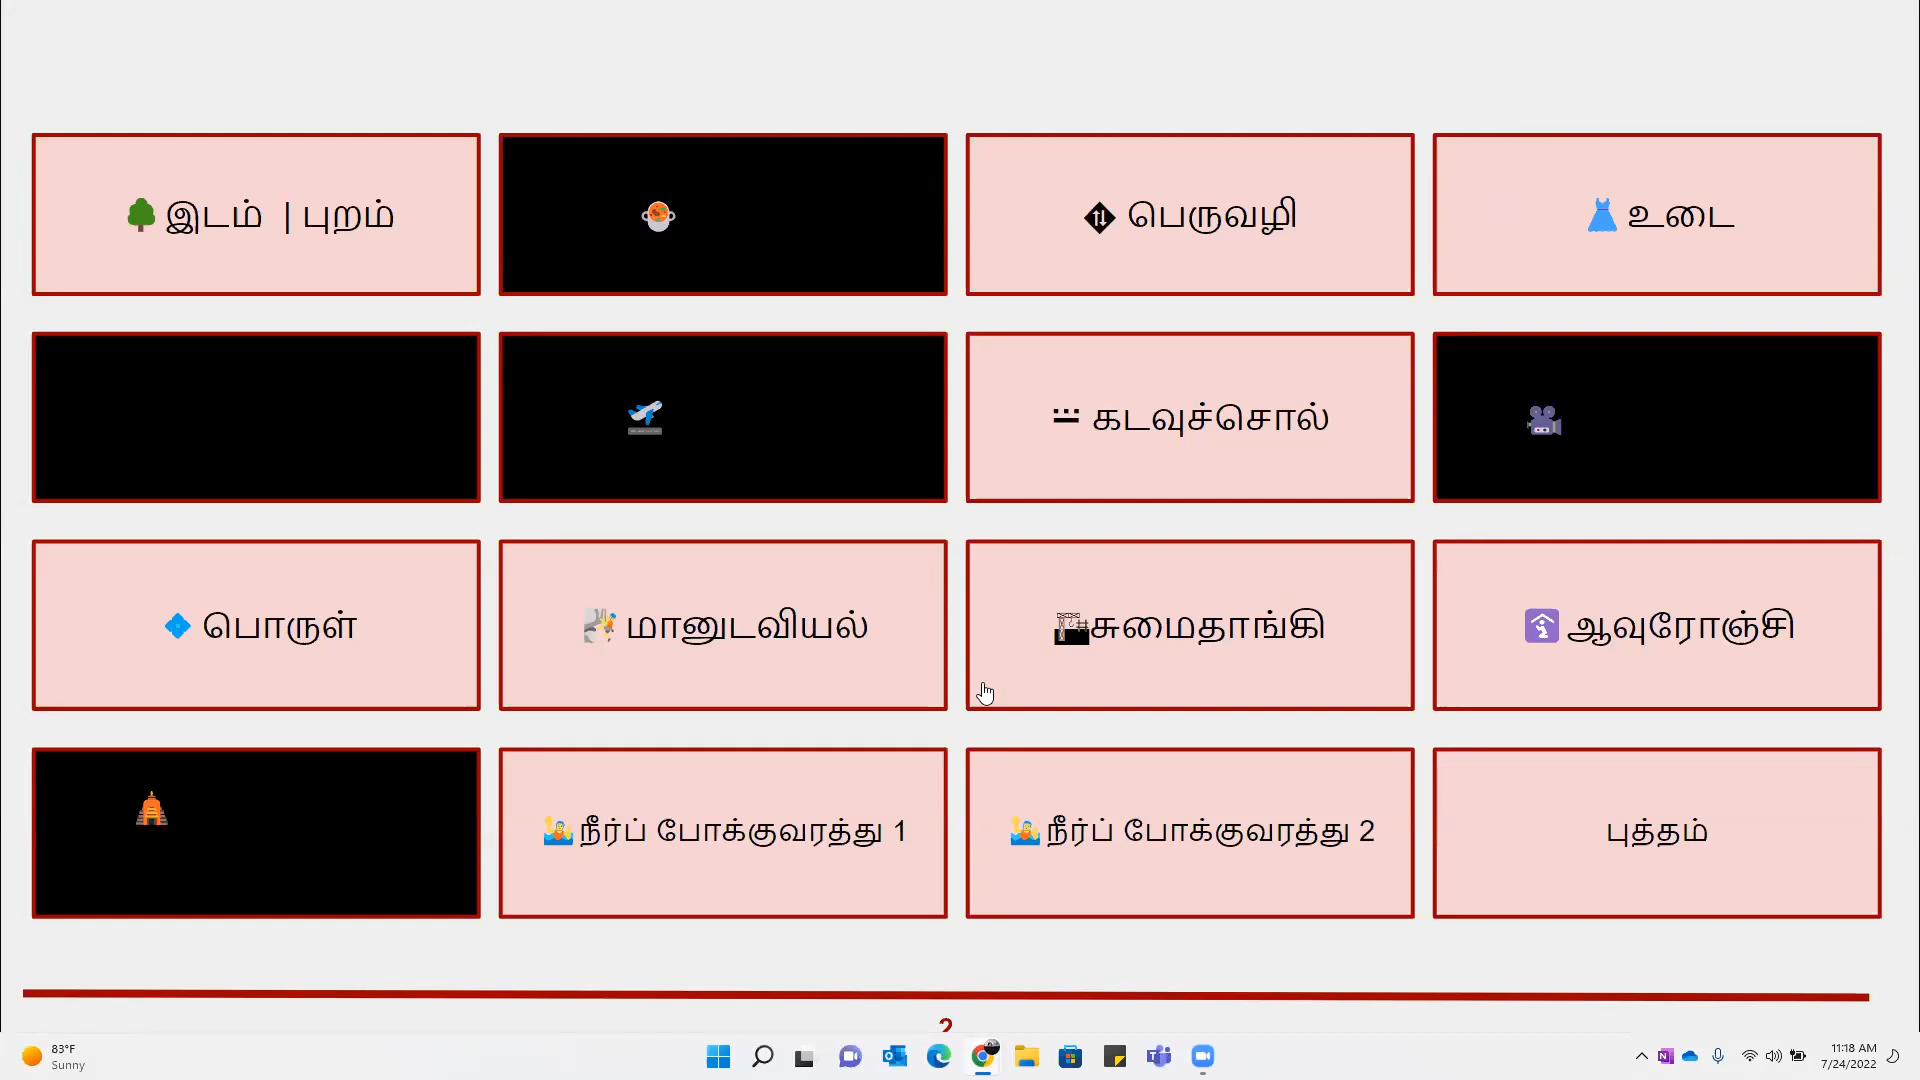 இடம் | புறம்
பெருவழி
உடை
கடவுச்சொல்
பொருள்
மானுடவியல்
சுமைதாங்கி
ஆவுரோஞ்சி
நீர்ப் போக்குவரத்து 1
நீர்ப் போக்குவரத்து 2
புத்தம்
2
83°F
Sunny
11:18 AM
7/24/2022